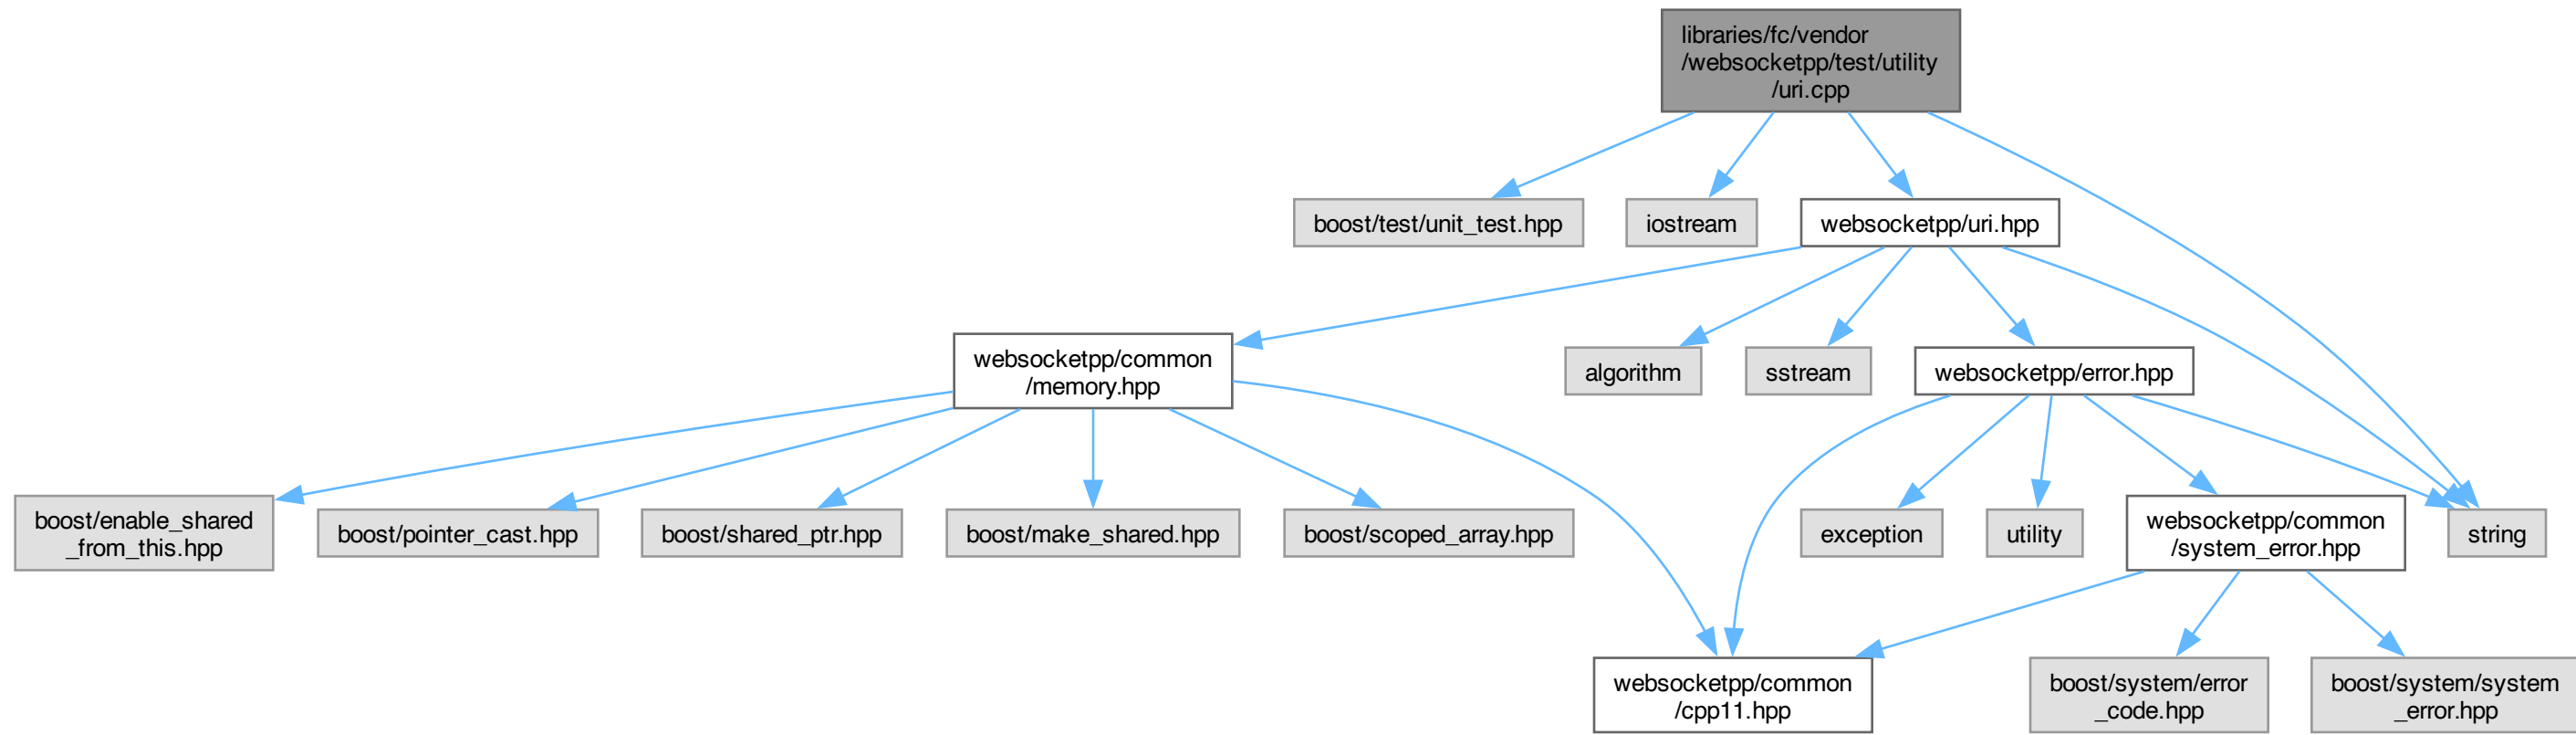 libraries/fc/vendor
/websocketpp/test/utility
/uri.cpp
boost/test/unit_test.hpp
iostream
websocketpp/uri.hpp
websocketpp/common
/memory.hpp
algorithm
sstream
websocketpp/error.hpp
boost/enable_shared
_from_this.hpp
boost/pointer_cast.hpp
boost/shared_ptr.hpp
boost/make_shared.hpp
boost/scoped_array.hpp
exception
utility
websocketpp/common
/system_error.hpp
string
websocketpp/common
/cpp11.hpp
boost/system/error
_code.hpp
boost/system/system
_error.hpp